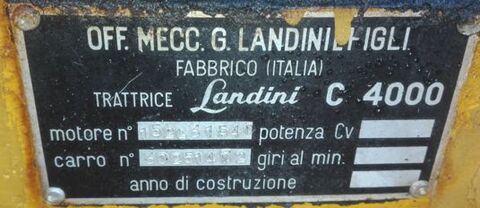 OFF. MECC. G. LANDINI E FIGLI
FABBRICO (ITALIA)
TRATTRICE Landini C 4000
motore n° potenza Cv
carro n° giri al min.
anno di costruzione